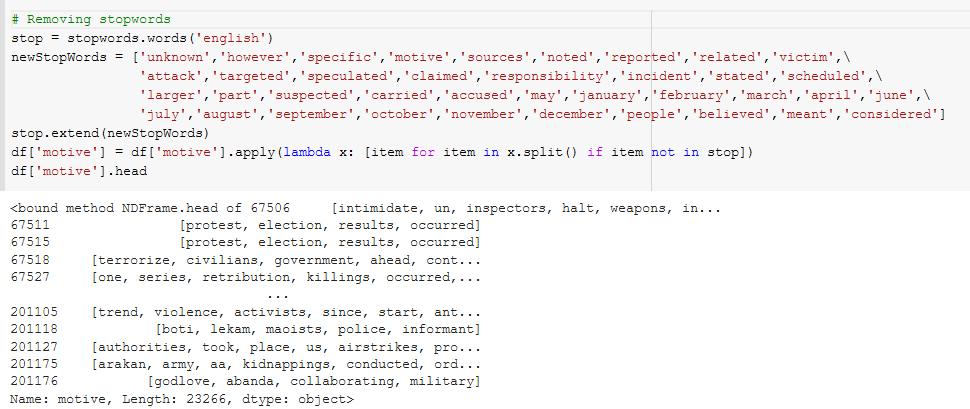 # Removing stopwords
stop = stopwords.words('english')
newStopWords = ['unknown','however','specific','motive','sources','noted','reported','related','victim',\
'attack','targeted','speculated','claimed','responsibility','incident','stated','scheduled',\
'larger','part','suspected','carried','accused','may','january','february','march','april','june',\
'july','august','september','october','november','december','people','believed','meant','considered']
stop.extend(newStopWords)
df['motive'] = df['motive'].apply(lambda x: [item for item in x.split() if item not in stop])
df['motive'].head
<bound method NDFrame.head of 67506     [intimidate, un, inspectors, halt, weapons, in...
67511     [protest, election, results, occurred]
67515     [protest, election, results, occurred]
67518     [terrorize, civilians, government, ahead, cont...
67527     [one, series, retribution, killings, occurred,...
...
201105     [trend, violence, activists, since, start, ant...
201118     [boti, lekam, maoists, police, informant]
201127     [authorities, took, place, us, airstrikes, pro...
201175     [arakan, army, aa, kidnappings, conducted, ord...
201176     [godlove, abanda, collaborating, military]
Name: motive, Length: 23266, dtype: object>